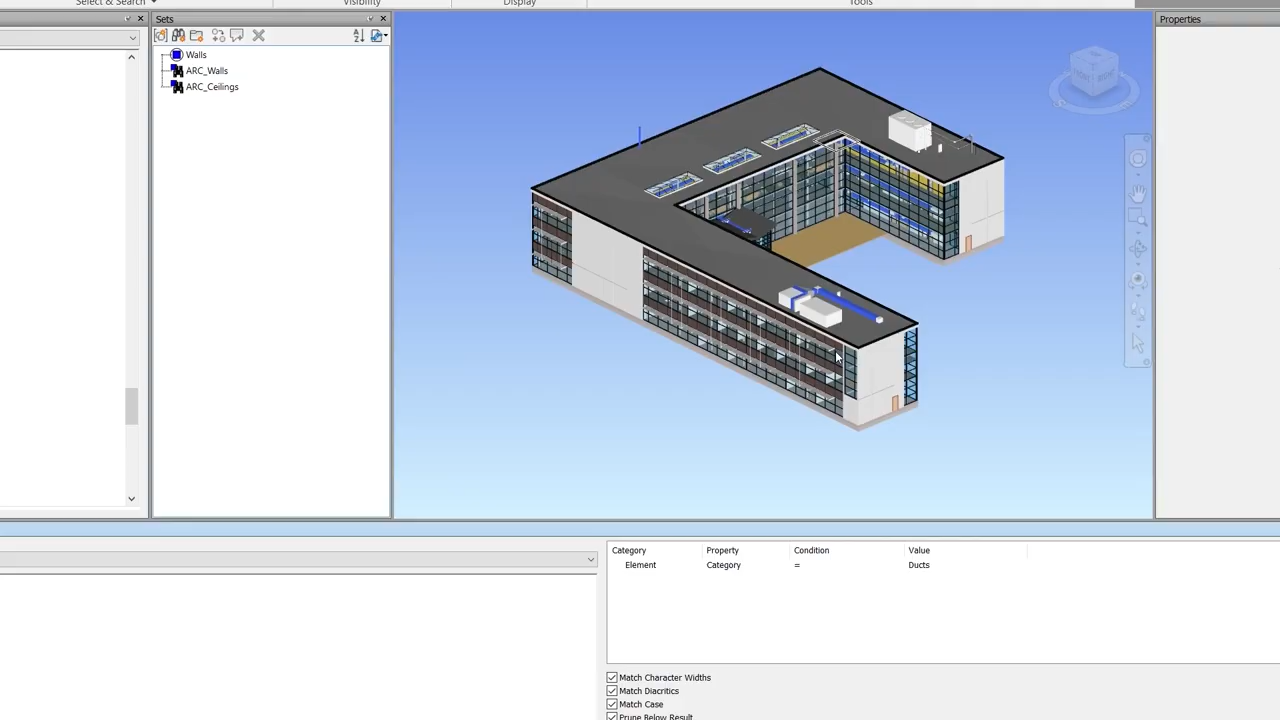 Select & Search
Visibility
Display
Tools
Sets
Properties
Walls
ARC_Walls
ARC_Ceilings
Category Property Condition Value
Element Category = Ducts
Match Character Widths
Match Diacritics
Match Case
Prune Below Result